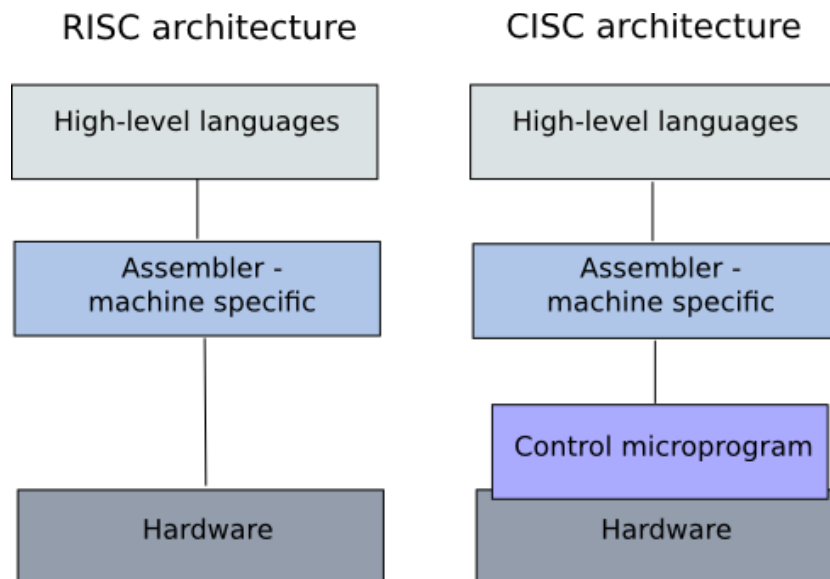 RISC architecture
High-level languages
Assembler -
machine specific
Hardware
CISC architecture
High-level languages
Assembler -
machine specific
Control microprogram
Hardware